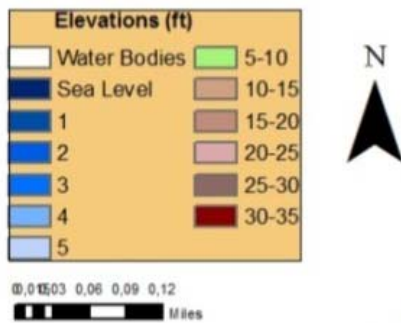 Elevations (ft)
Water Bodies
Sea Level
1
2
3
4
5
5-10
10-15
15-20
20-25
25-30
30-35
N
0,03 0,06 0,09 0,12
Miles